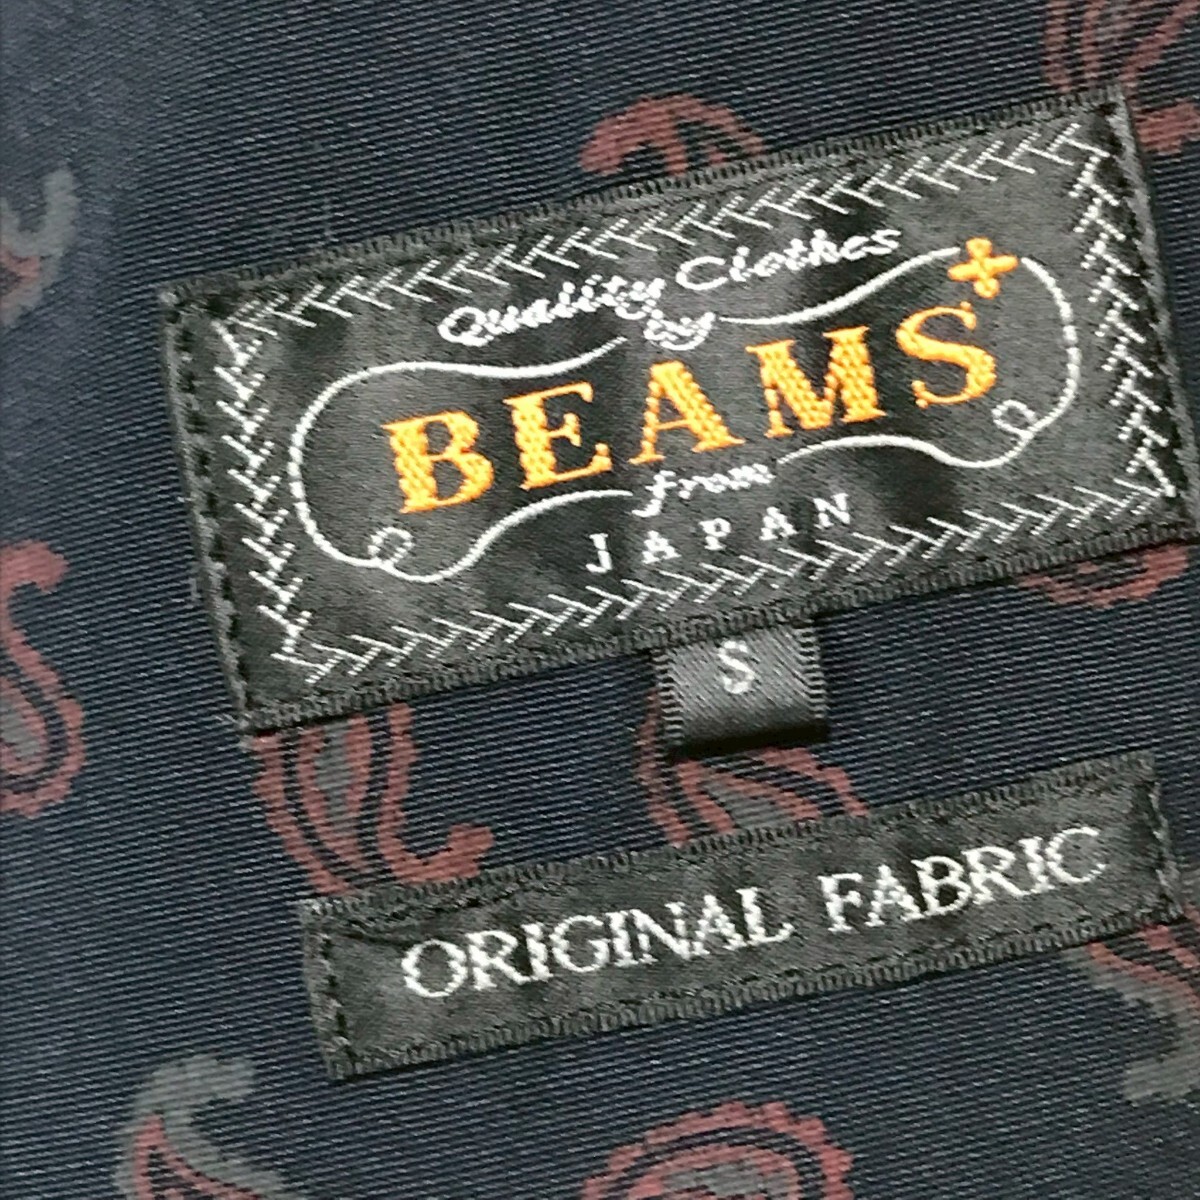 Quality Clothes
by
BEAMS+
from
JAPAN
S
ORIGINAL FABRIC